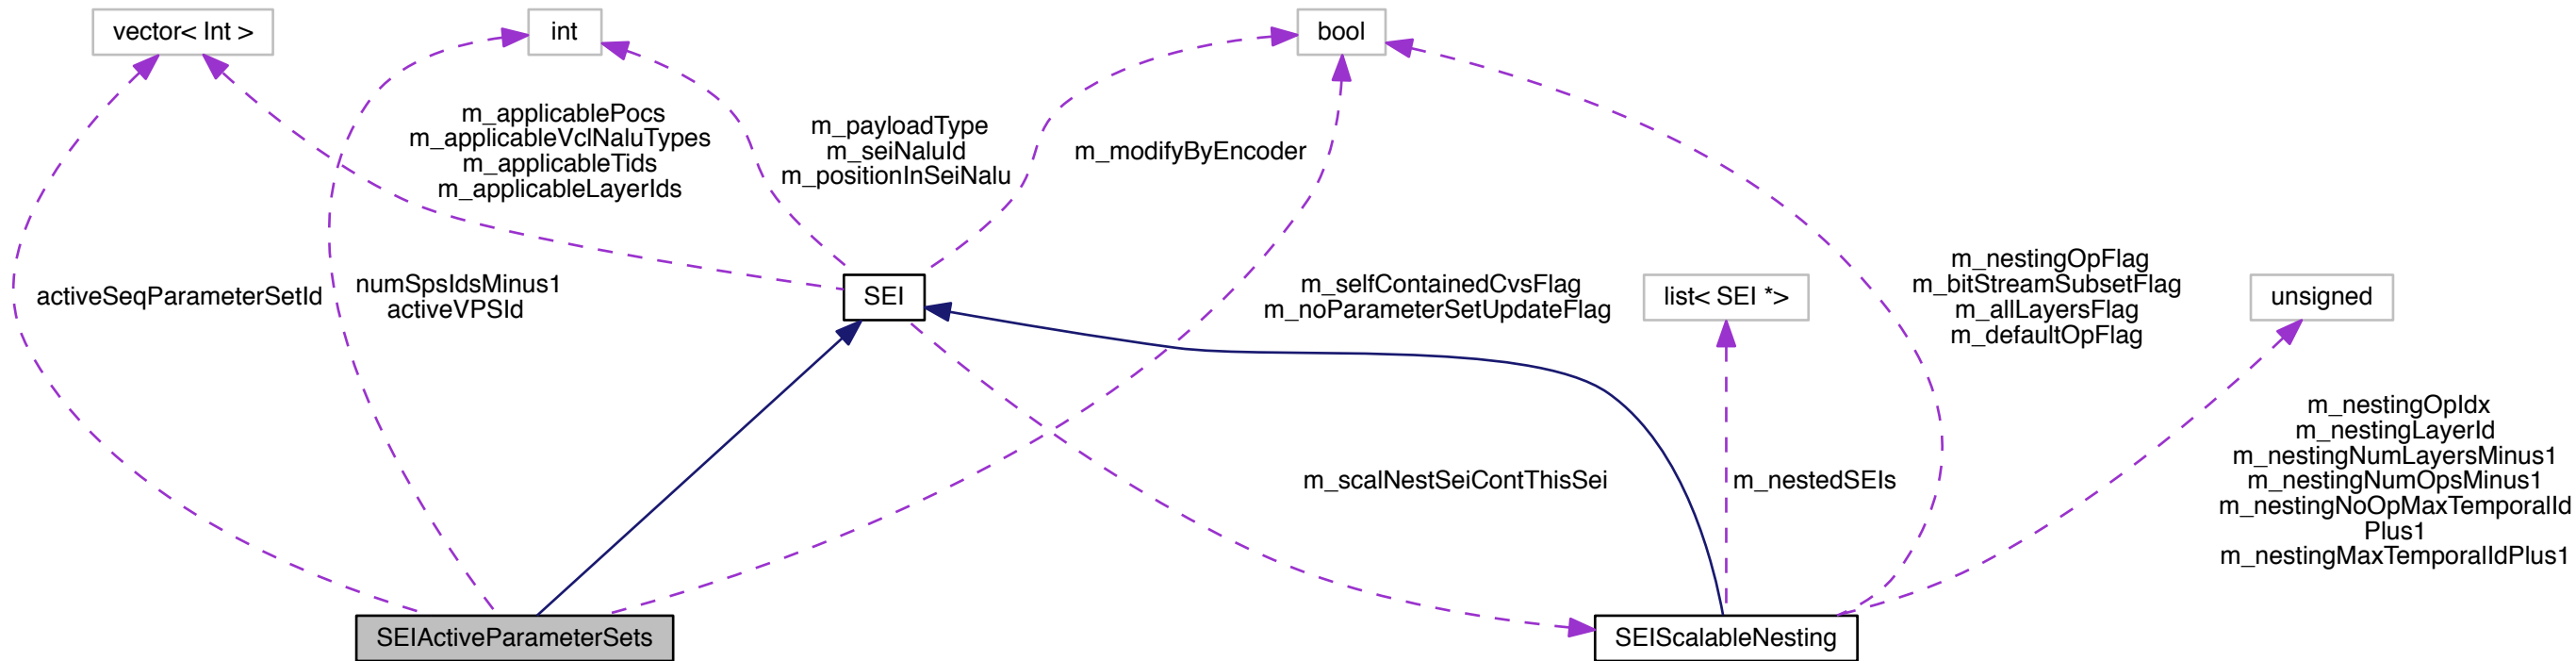 vector< Int >
int
bool
m_applicablePocs
m_applicableVclNaluTypes
m_applicableTids
m_applicableLayerIds
m_payloadType
m_seiNaluId
m_positionInSeiNalu
m_modifyByEncoder
activeSeqParameterSetId
numSpsIdsMinus1
activeVPSId
SEI
m_selfContainedCvsFlag
m_noParameterSetUpdateFlag
list< SEI *>
m_nestingOpFlag
m_bitStreamSubsetFlag
m_allLayersFlag
m_defaultOpFlag
unsigned
m_scalNestSeiContThisSei
m_nestedSEIs
m_nestingOpIdx
m_nestingLayerId
m_nestingNumLayersMinus1
m_nestingNumOpsMinus1
m_nestingNoOpMaxTemporalId
Plus1
m_nestingMaxTemporalIdPlus1
SEIActiveParameterSets
SEIScalableNesting